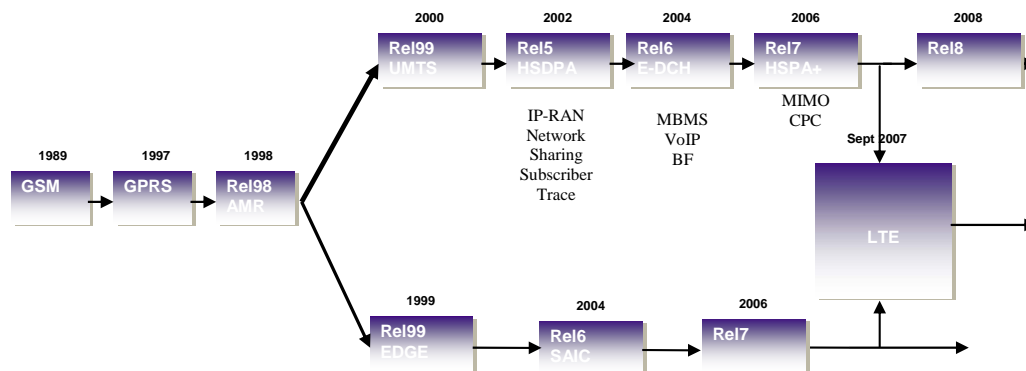 2000
2002
2004
2006
2008
Rel99
UMTS
Rel5
HSDPA
Rel6
E-DCH
Rel7
HSPA+
Rel8
IP-RAN
Network
Sharing
Subscriber
Trace
MBMS
VoIP
BF
MIMO
CPC
Sept 2007
1989
1997
1998
GSM
GPRS
Rel98
AMR
LTE
1999
2004
2006
Rel99
EDGE
Rel6
SAIC
Rel7